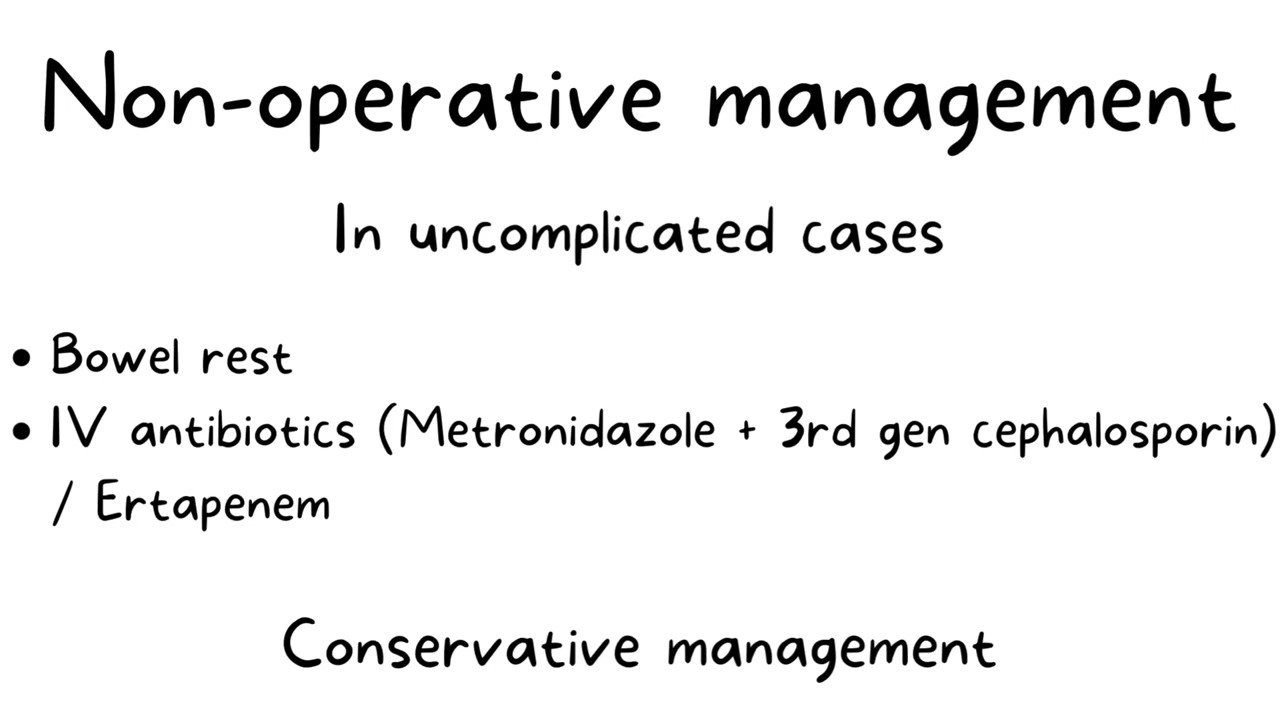 Non-operative management
In uncomplicated cases
• Bowel rest
• IV antibiotics (Metronidazole + 3rd gen cephalosporin)
/ Ertapenem
Conservative management